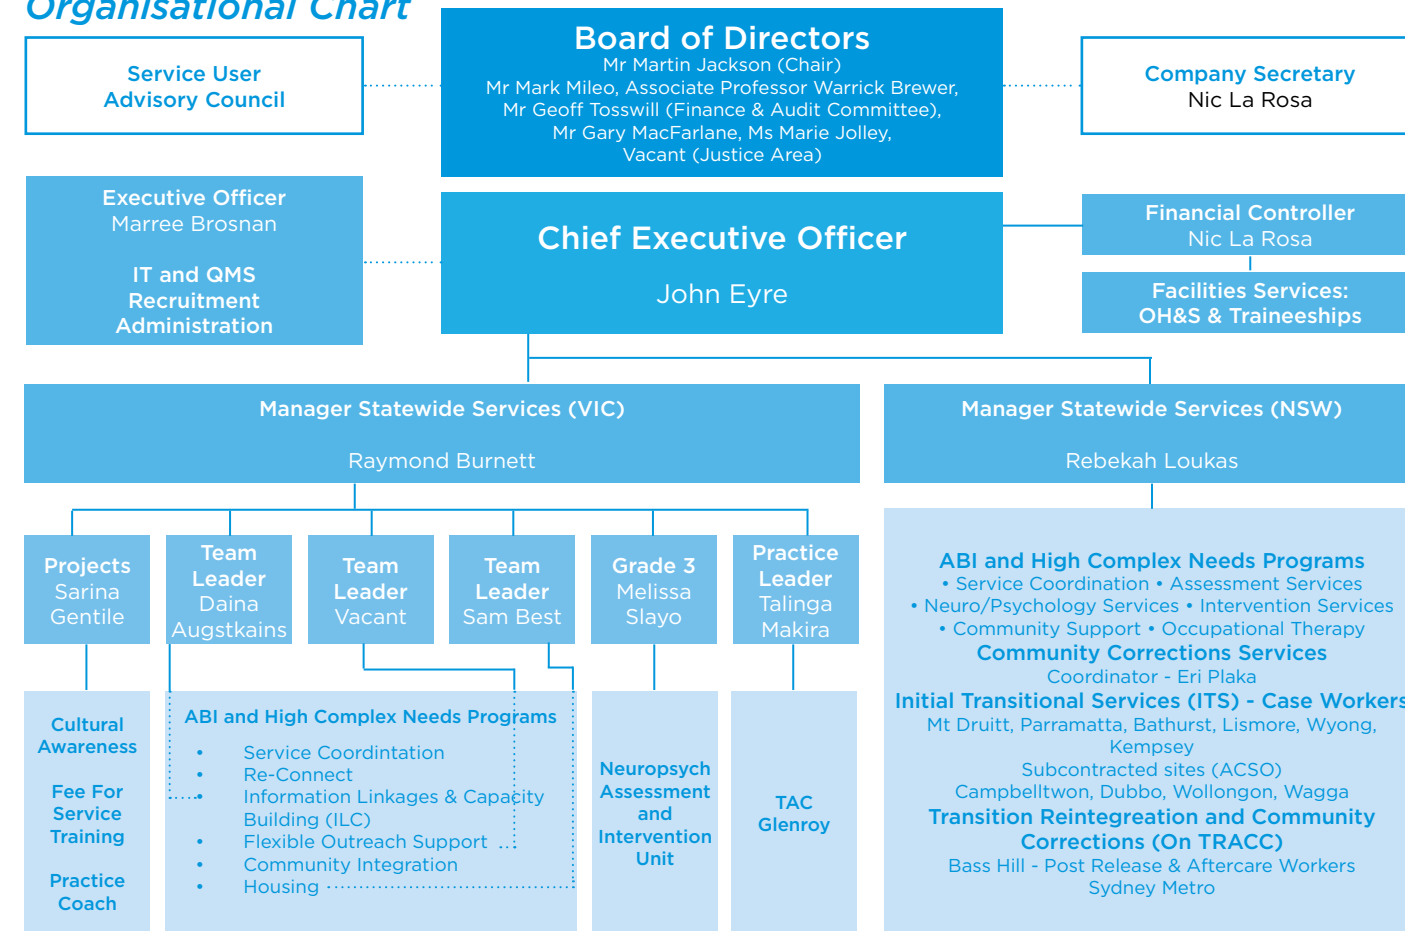 Organisational Chart
Service User
Advisory Council
Board of Directors
Mr Martin Jackson (Chair)
Mr Mark Mileo, Associate Professor Warrick Brewer,
Mr Geoff Tosswill (Finance & Audit Committee),
Mr Gary MacFarlane, Ms Marie Jolley,
Vacant (Justice Area)
Company Secretary
Nic La Rosa
Executive Officer
Marree Brosnan
IT and QMS
Recruitment
Administration
Chief Executive Officer
John Eyre
Financial Controller
Nic La Rosa
Facilities Services:
OH&S & Traineeships
Manager Statewide Services (VIC)
Raymond Burnett
Manager Statewide Services (NSW)
Rebekah Loukas
Projects
Sarina
Gentile
Team
Leader
Daina
Augstkains
Team
Leader
Vacant
Team
Leader
Sam Best
Grade 3
Melissa
Slayo
Practice
Leader
Talinga
Makira
Cultural
Awareness
Fee For
Service
Training
Practice
Coach
ABI and High Complex Needs Programs
• Service Coordintation
• Re-Connect
• Information Linkages & Capacity
Building (ILC)
• Flexible Outreach Support
• Community Integration
• Housing
Neuropsych
Assessment
and
Intervention
Unit
TAC
Glenroy
ABI and High Complex Needs Programs
• Service Coordination • Assessment Services
• Neuro/Psychology Services • Intervention Services
• Community Support • Occupational Therapy
Community Corrections Services
Coordinator - Eri Plaka
Initial Transitional Services (ITS) - Case Workers
Mt Druitt, Parramatta, Bathurst, Lismore, Wyong,
Kempsey
Subcontracted sites (ACSO)
Campbelltwon, Dubbo, Wollongon, Wagga
Transition Reintegreation and Community
Corrections (On TRACC)
Bass Hill - Post Release & Aftercare Workers
Sydney Metro